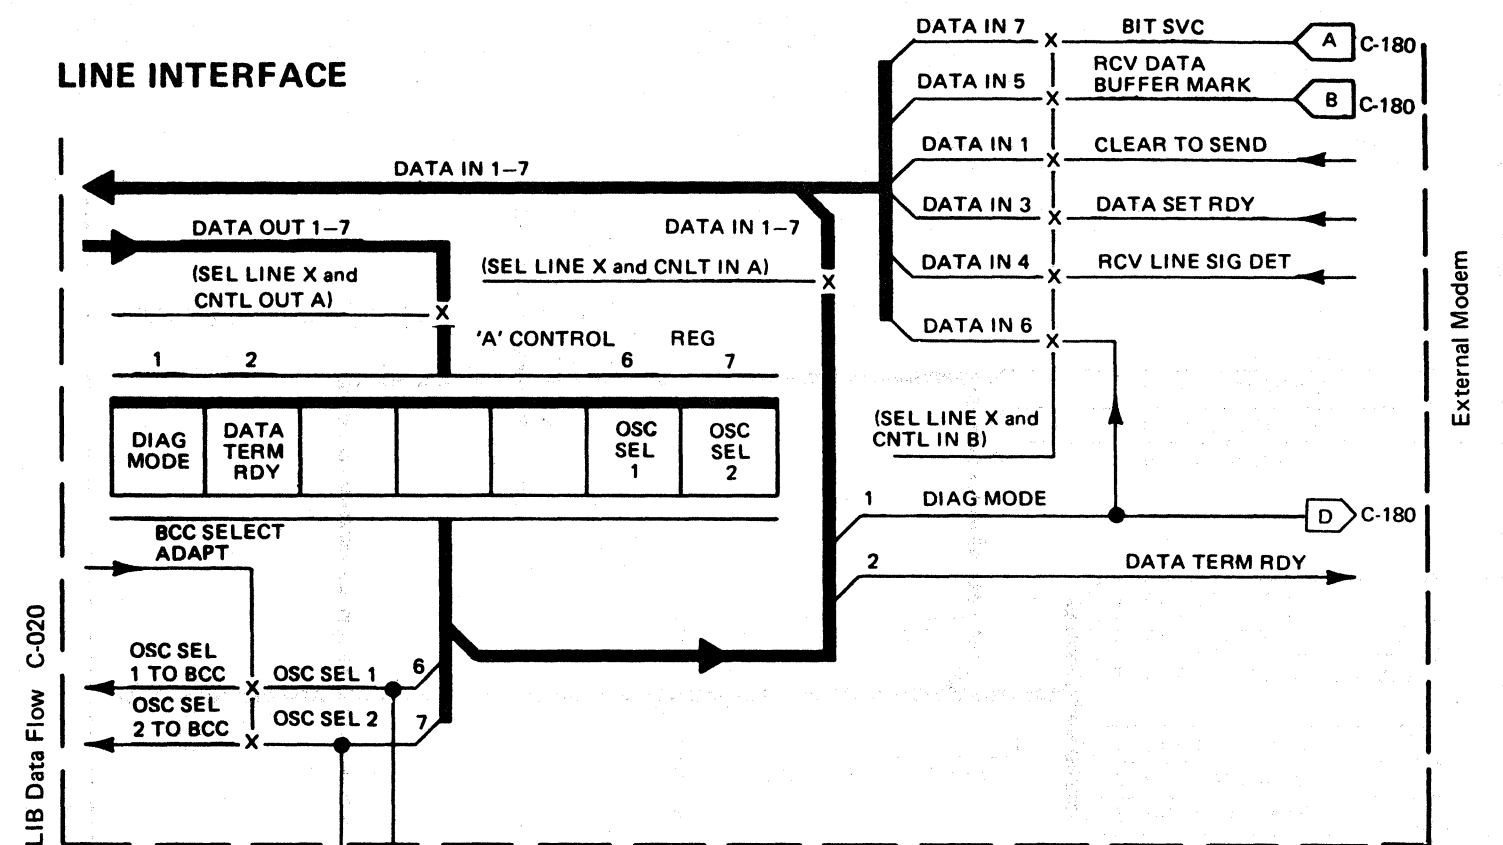 LINE INTERFACE
DATA IN 7
BIT SVC
A
C-180
DATA IN 5
RCV DATA
BUFFER MARK
B
C-180
DATA IN 1
CLEAR TO SEND
DATA IN 3
DATA SET RDY
DATA IN 4
RCV LINE SIG DET
DATA IN 6
X
X
X
X
X
X
(SEL LINE X and
CNTL IN B)
DATA IN 1–7
DATA OUT 1–7
(SEL LINE X and
CNTL OUT A)
X
DATA IN 1–7
(SEL LINE X and CNLT IN A)
X
'A' CONTROL REG
1 2 6 7
DIAG
MODE
DATA
TERM
RDY
OSC
SEL
1
OSC
SEL
2
BCC SELECT
ADAPT
1 DIAG MODE
D
C-180
2 DATA TERM RDY
OSC SEL
1 TO BCC
X
OSC SEL 1
6
OSC SEL
2 TO BCC
X
OSC SEL 2
7
LIB Data Flow C-020
External Modem